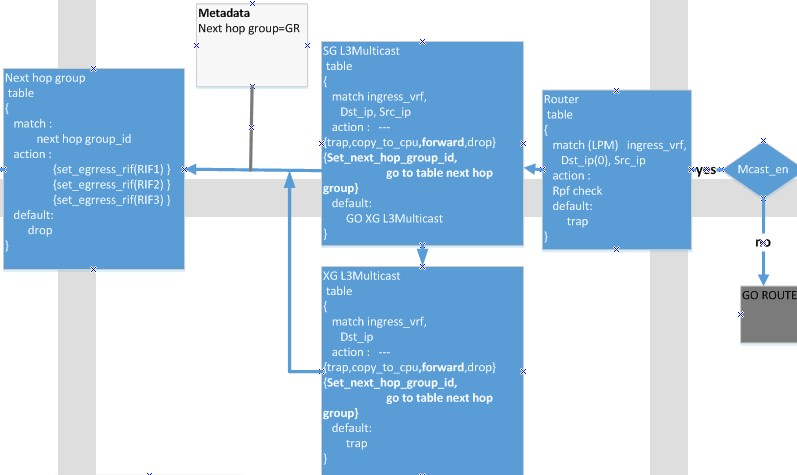 Metadata
Next hop group=GR
Next hop group
table
{
match :
next hop group_id
action :
{set_egrress_rif(RIF1) }
{set_egrress_rif(RIF2) }
{set_egrress_rif(RIF3) }
default:
drop
}
SG L3Multicast
table
{
match ingress_vrf,
Dst_ip, Src_ip
action :   ---
{trap,copy_to_cpu,forward,drop}
{Set_next_hop_group_id,
go to table next hop
group}
default:
GO XG L3Multicast
}
Router
table
{
match (LPM)   ingress_vrf,
Dst_ip(0), Src_ip
action :
Rpf check
default:
trap
}
yes
Mcast_en
no
GO ROUTE
XG L3Multicast
table
{
match ingress_vrf,
Dst_ip
action :   ---
{trap,copy_to_cpu,forward,drop}
{Set_next_hop_group_id,
go to table next hop
group}
default:
trap